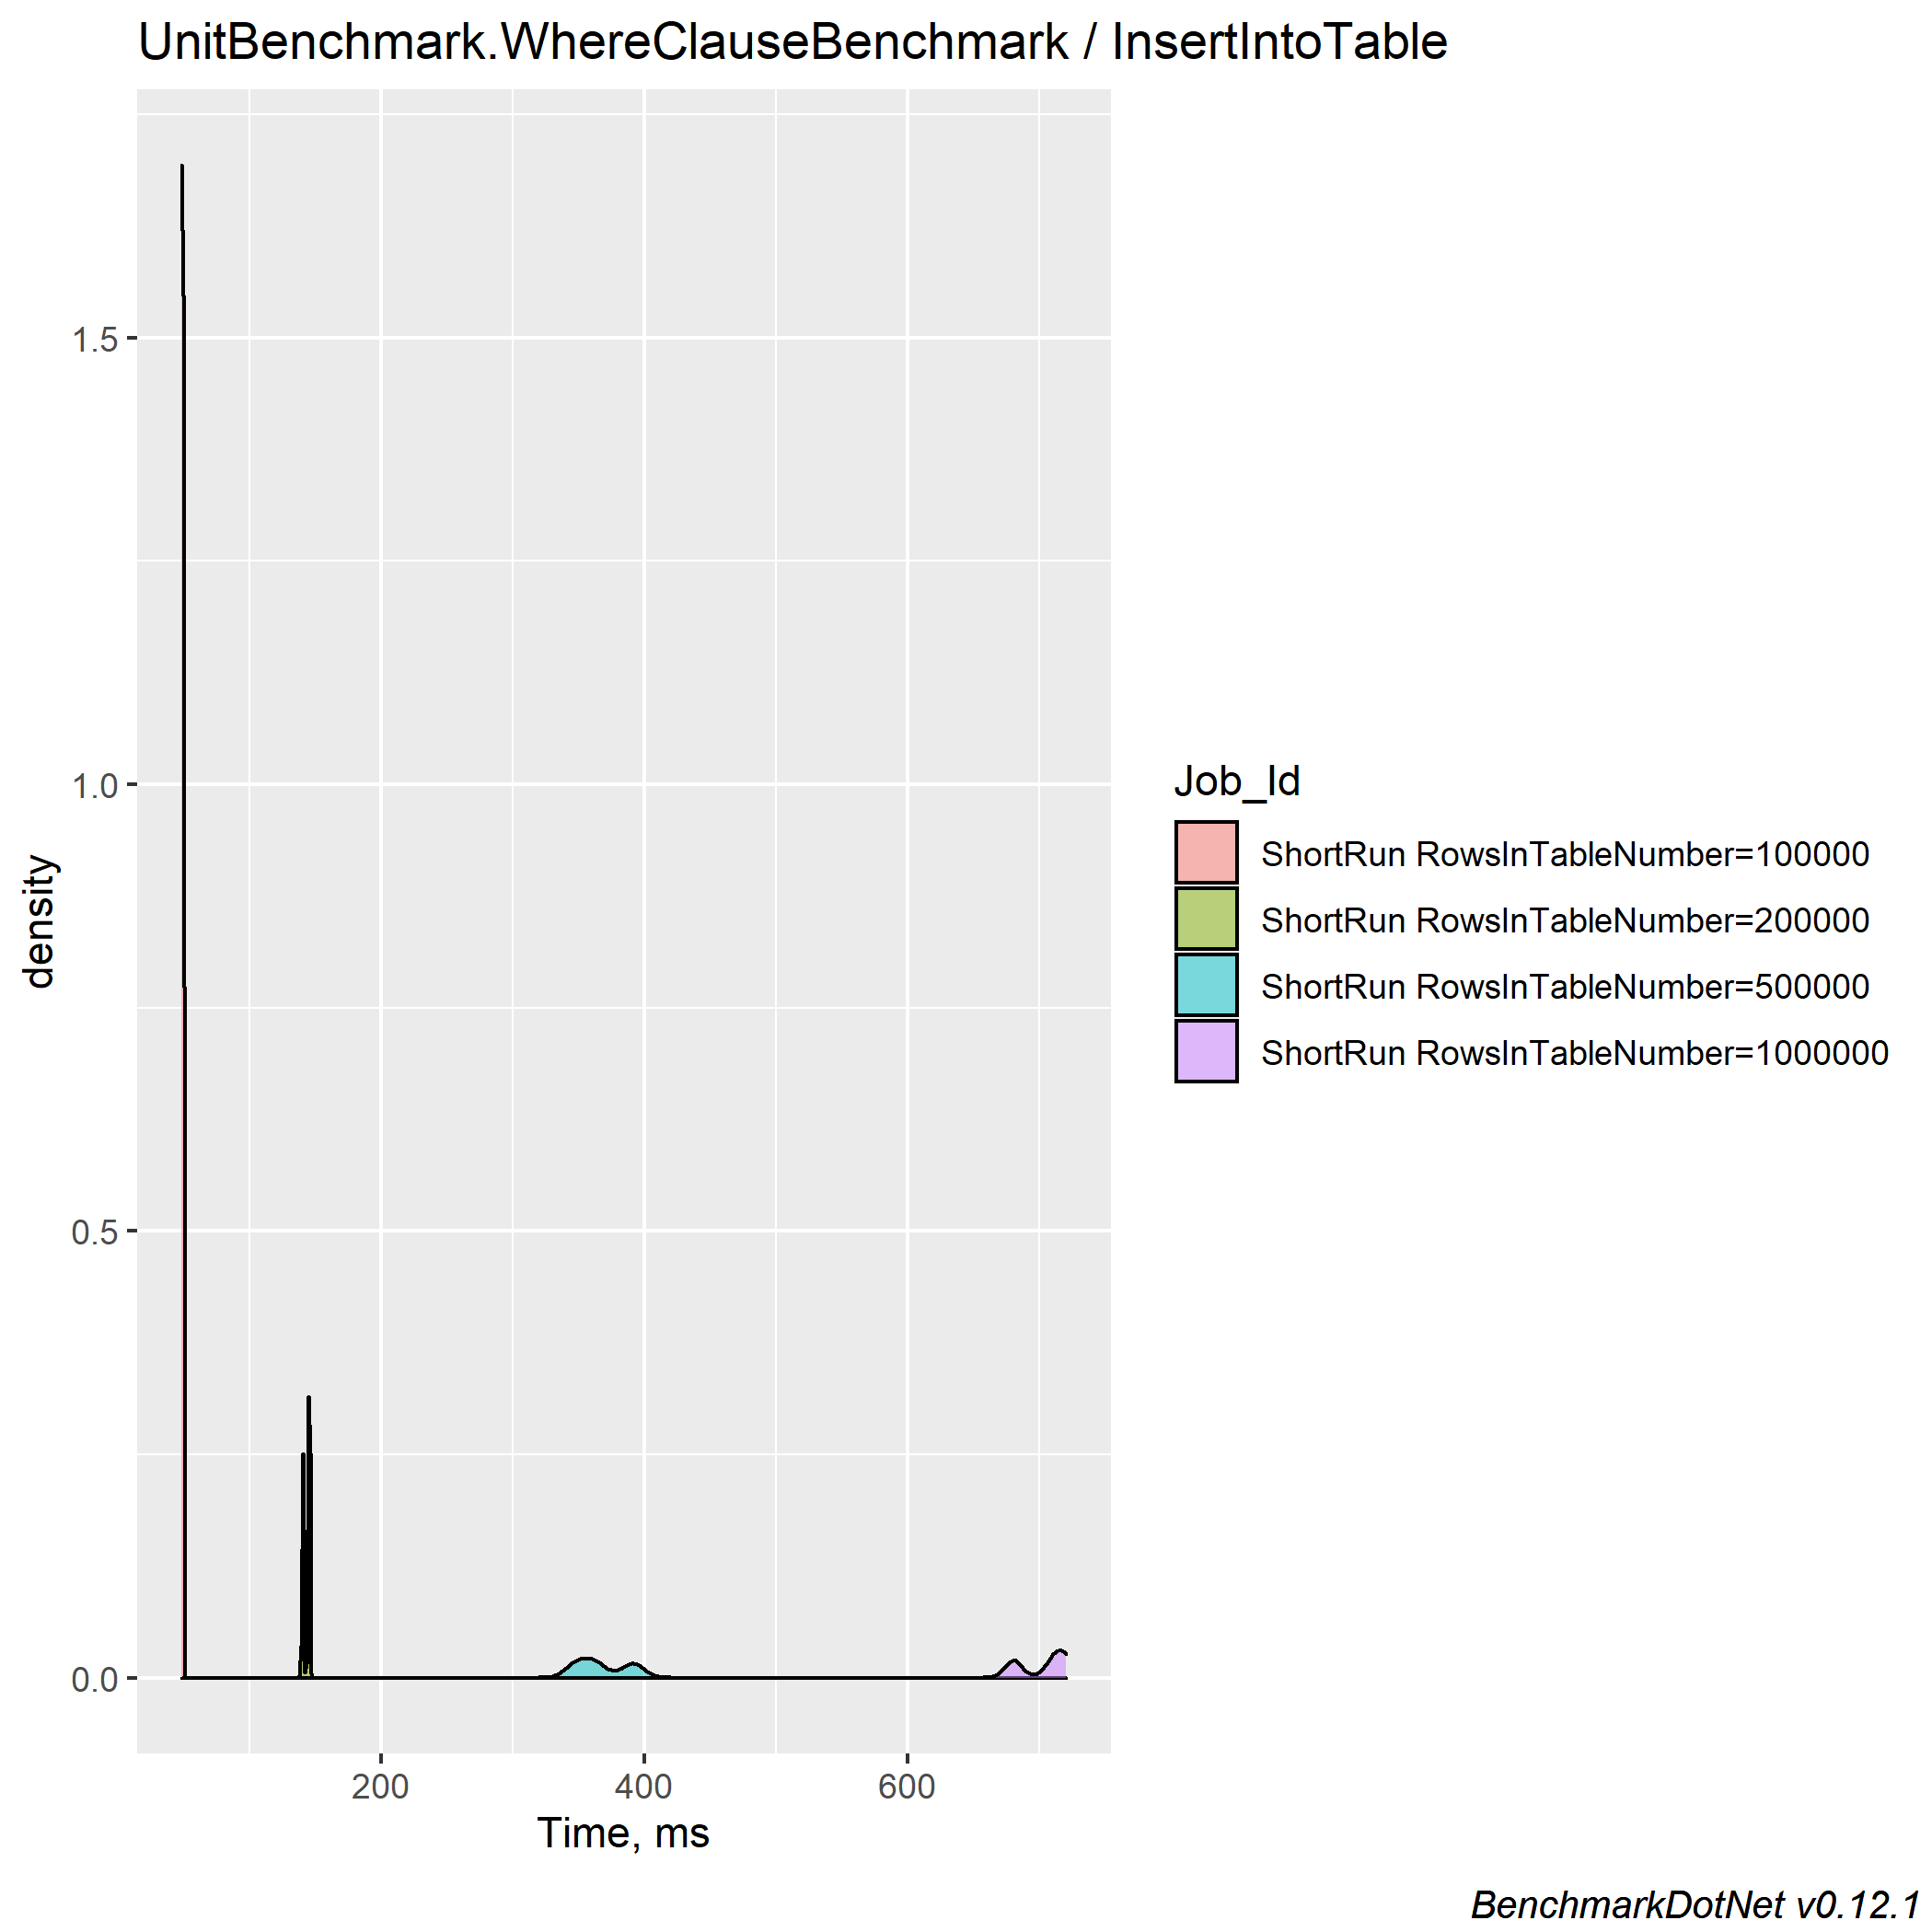 UnitBenchmark.WhereClauseBenchmark / InsertIntoTable
1.5
1.0
0.5
0.0
density
200 400 600
Time, ms
Job_Id
ShortRun RowsInTableNumber=100000
ShortRun RowsInTableNumber=200000
ShortRun RowsInTableNumber=500000
ShortRun RowsInTableNumber=1000000
BenchmarkDotNet v0.12.1